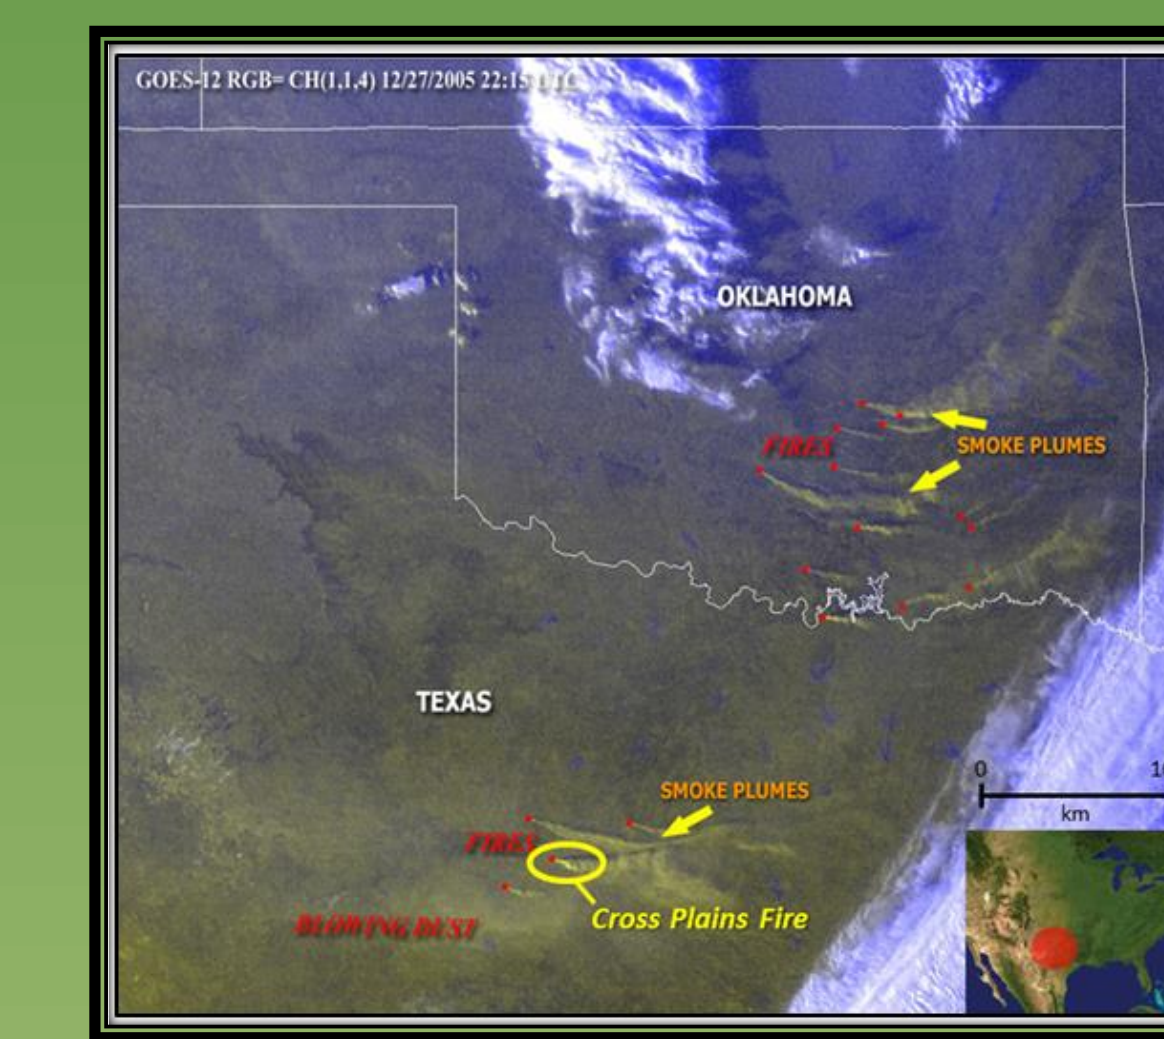 GOES-12 RGB= CH(1,1,4) 12/27/2005 22:15 UTC
OKLAHOMA
FIRES
SMOKE PLUMES
TEXAS
0
km
SMOKE PLUMES
FIRES
Cross Plains Fire
BLOWING DUST